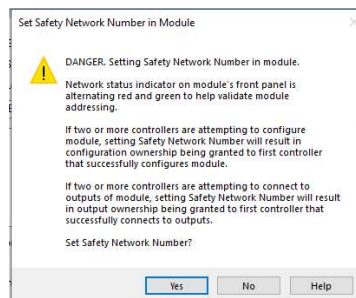 Set Safety Network Number in Module
DANGER. Setting Safety Network Number in module.
Network status indicator on module's front panel is
alternating red and green to help validate module
addressing.
If two or more controllers are attempting to configure
module, setting Safety Network Number will result in
configuration ownership being granted to first controller
that successfully configures module.
If two or more controllers are attempting to connect to
outputs of module, setting Safety Network Number will result
in output ownership being granted to first controller that
successfully connects to outputs.
Set Safety Network Number?
Yes
No
Help